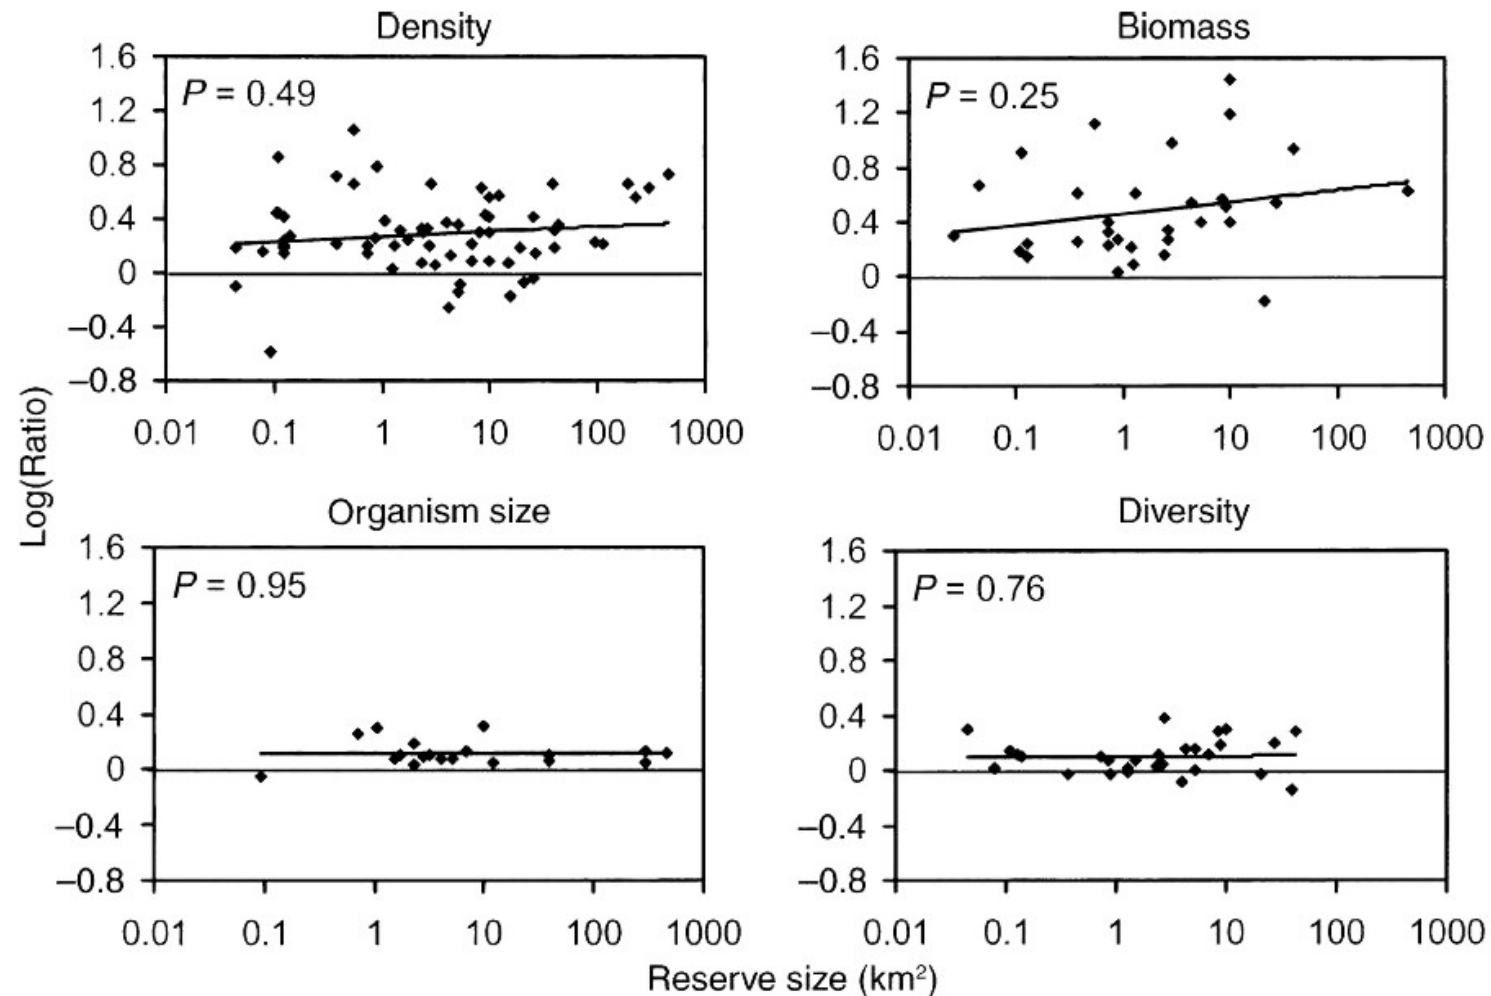 Density
1.6
1.2
0.8
0.4
0
–0.4
–0.8
P = 0.49
0.01 0.1 1 10 100 1000
Biomass
1.6
1.2
0.8
0.4
0
–0.4
–0.8
P = 0.25
0.01 0.1 1 10 100 1000
Log(Ratio)
Organism size
1.6
1.2
0.8
0.4
0
–0.4
–0.8
P = 0.95
0.01 0.1 1 10 100 1000
Diversity
1.6
1.2
0.8
0.4
0
–0.4
–0.8
P = 0.76
0.01 0.1 1 10 100 1000
Reserve size (km²)